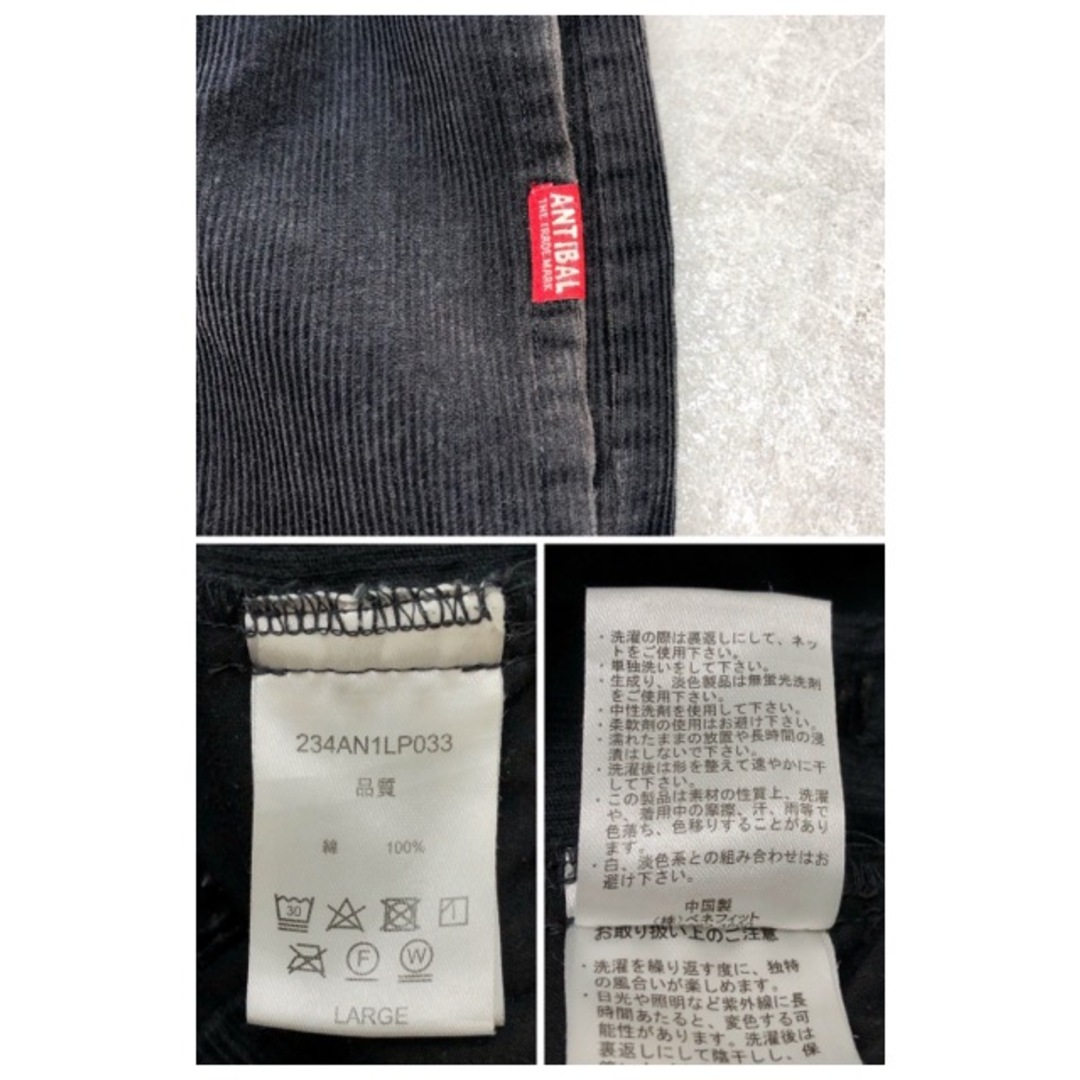 ANTIBAL
THE TRADE MARK
234AN1LP033
品質
綿 100%
30
F
W
LARGE
・洗濯の際は裏返しにして、ネッ
トをご使用下さい。
・単独洗いをして下さい。
・生成り、淡色製品は無蛍光洗剤
をご使用下さい。
・中性洗剤を使用して下さい。
・柔軟剤の使用はお避け下さい。
・濡れたままの放置や長時間の浸
漬はしないで下さい。
・洗濯後は形を整えて速やかに干
して下さい。
・この製品は素材の性質上、洗濯
や、着用中の摩擦、汗、雨等で
色落ち、色移りすることがあり
ます。
・白、淡色系との組み合わせはお
避け下さい。
中国製
(株)ベネフィット
お取り扱い上のご注意
・洗濯を繰り返す度に、独特
の風合いが楽しめます。
・日光や照明など紫外線に長
時間あたると、変色する可
能性があります。洗濯後は
裏返しにして陰干しし、保